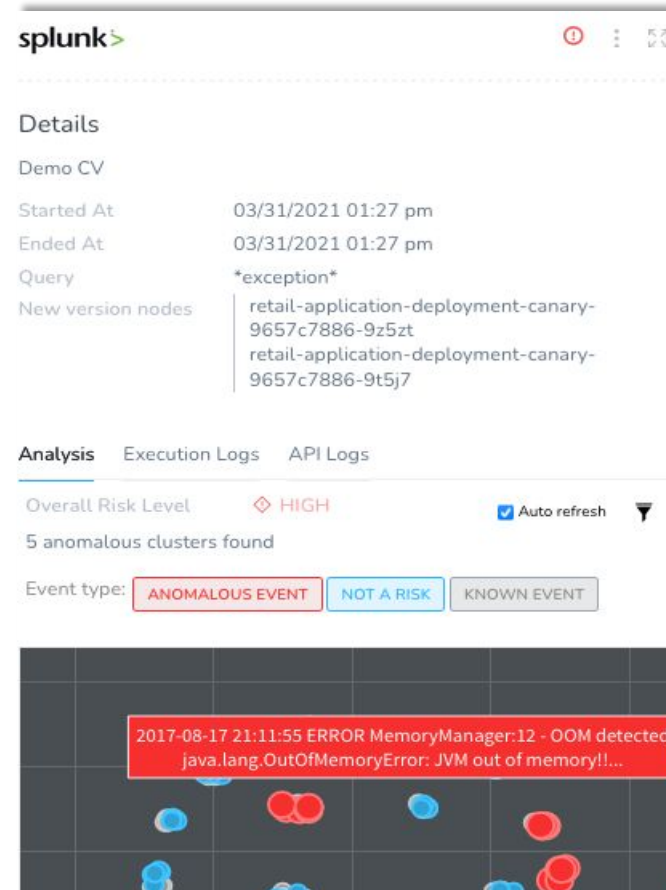 splunk>
Details
Demo CV
Started At 03/31/2021 01:27 pm
Ended At 03/31/2021 01:27 pm
Query *exception*
New version nodes retail-application-deployment-canary-
9657c7886-9z5zt
retail-application-deployment-canary-
9657c7886-9t5j7
Analysis Execution Logs API Logs
Overall Risk Level HIGH Auto refresh
5 anomalous clusters found
Event type: ANOMALOUS EVENT NOT A RISK KNOWN EVENT
2017-08-17 21:11:55 ERROR MemoryManager:12 - OOM detected
java.lang.OutOfMemoryError: JVM out of memory!!...